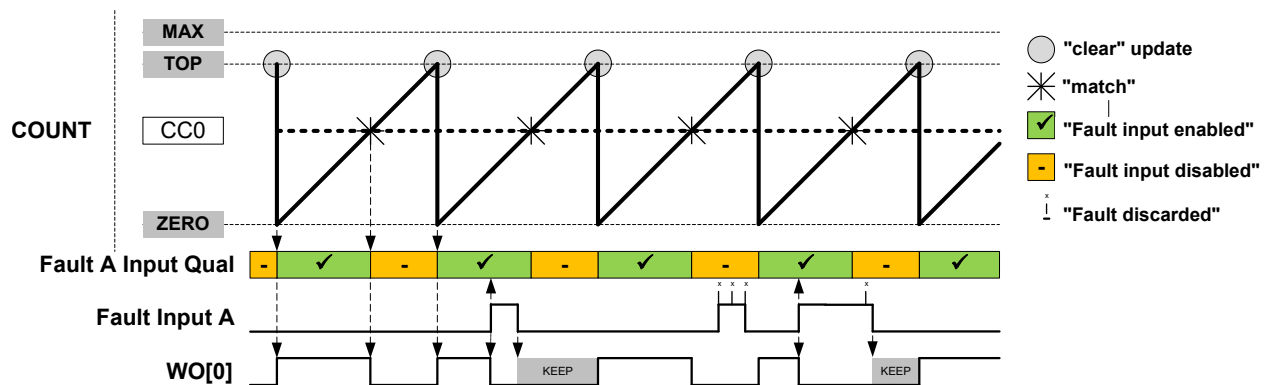 MAX
"clear" update
TOP
"match"
COUNT
CC0
"Fault input enabled"
-
"Fault input disabled"
x
"Fault discarded"
-
ZERO
Fault A Input Qual
- - - - -
x x x x
Fault Input A
WO[0]
KEEP KEEP